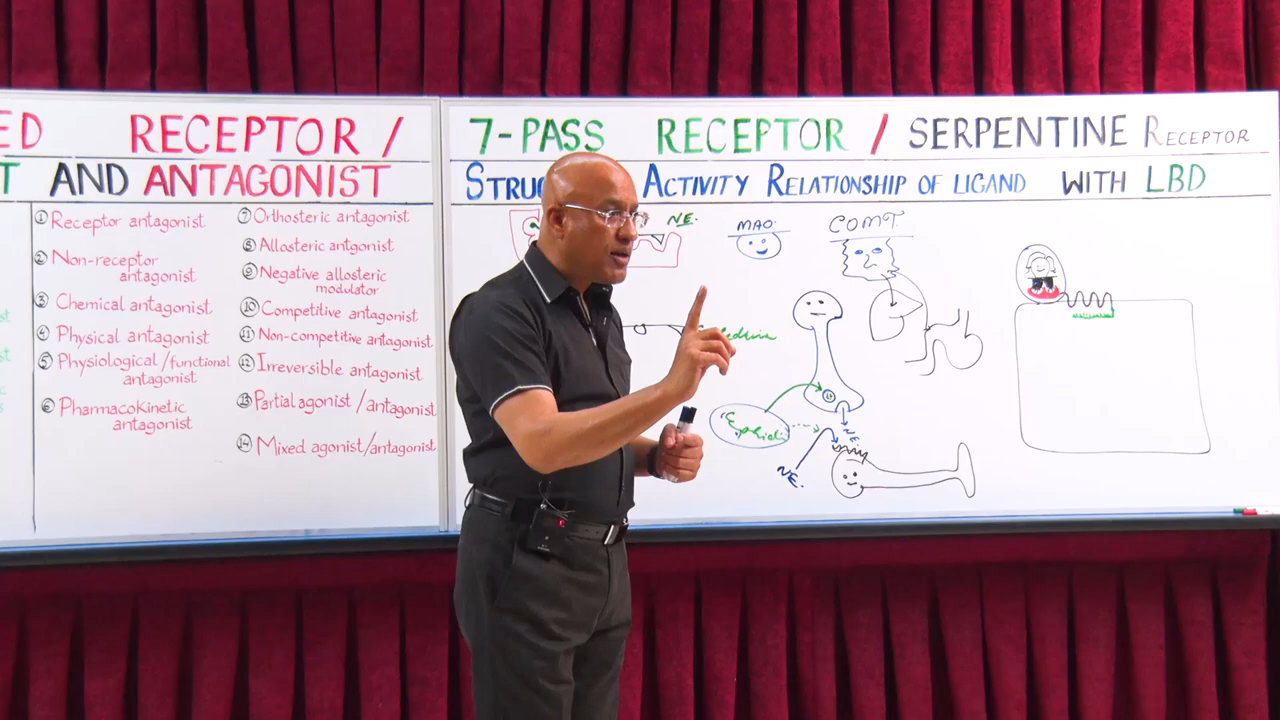 ED RECEPTOR /
T AND ANTAGONIST
① Receptor antagonist
② Non-receptor
antagonist
③ Chemical antagonist
④ Physical antagonist
⑤ Physiological/functional
antagonist
⑥ Pharmacokinetic
antagonist
⑦ Orthosteric antagonist
⑧ Allosteric antgonist
⑨ Negative allosteric
modulator
⑩ Competitive antagonist
⑪ Non-competitive antagonist
⑫ Irreversible antagonist
⑬ Partial agonist /antagonist
⑭ Mixed agonist/antagonist
7-PASS RECEPTOR / SERPENTINE RECEPTOR
STRUC ACTIVITY RELATIONSHIP OF LIGAND WITH LBD
NE.
MAO.
COMT.
NE.
NE.